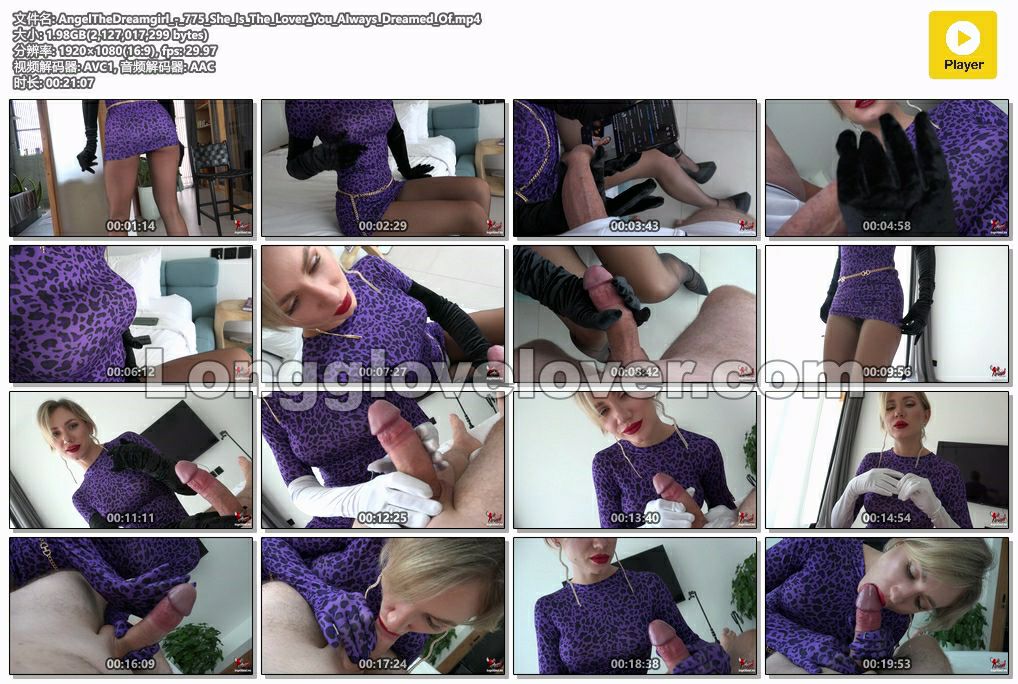 文件名: AngelTheDreamgirl_-_775_She_Is_The_Lover_You_Always_Dreamed_Of.mp4
大小: 1.98GB(2,127,017,299 bytes)
分辨率: 1920×1080(16:9), fps: 29.97
视频解码器: AVC1, 音频解码器: AAC
时长: 00:21:07
Player
00:01:14
00:02:29
00:03:43
00:04:58
00:06:12
00:07:27
00:08:42
00:09:56
Longglovelover.com
00:11:11
00:12:25
00:13:40
00:14:54
00:16:09
00:17:24
00:18:38
00:19:53